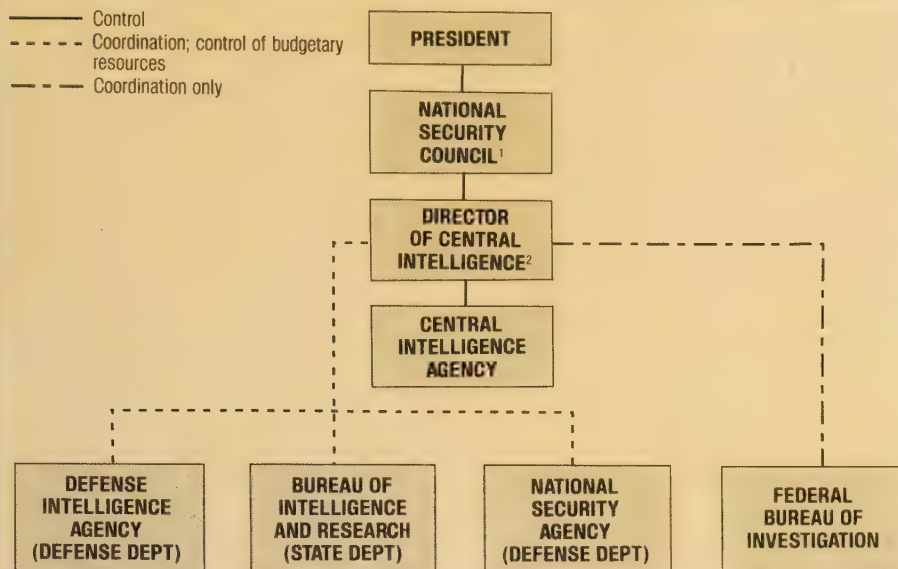 Control
Coordination; control of budgetary
resources
Coordination only
PRESIDENT
NATIONAL
SECURITY
COUNCIL¹
DIRECTOR
OF CENTRAL
INTELLIGENCE²
CENTRAL
INTELLIGENCE
AGENCY
DEFENSE
INTELLIGENCE
AGENCY
(DEFENSE DEPT)
BUREAU OF
INTELLIGENCE
AND RESEARCH
(STATE DEPT)
NATIONAL
SECURITY
AGENCY
(DEFENSE DEPT)
FEDERAL
BUREAU OF
INVESTIGATION